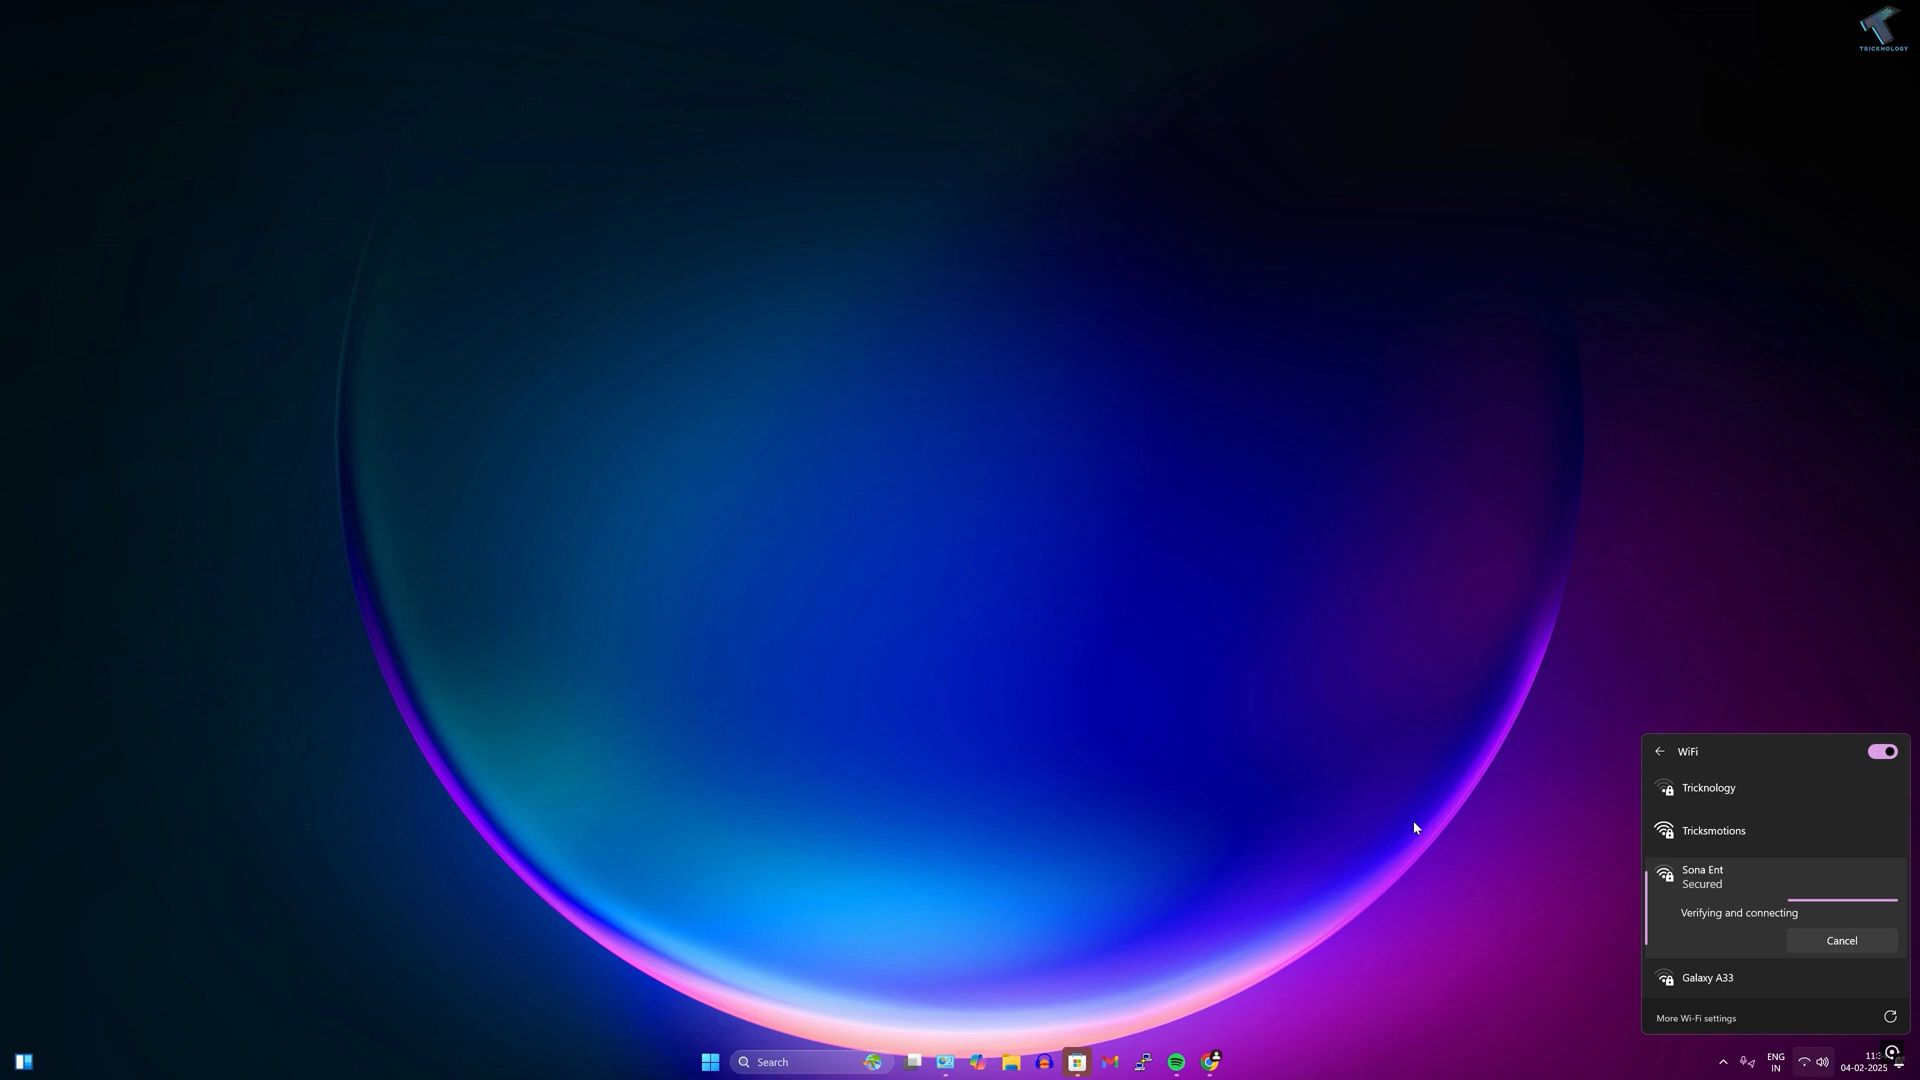 TRICKNOLOGY
WiFi
Tricknology
Tricksmotions
Sona Ent
Secured
Verifying and connecting
Cancel
Galaxy A33
More Wi-Fi settings
Search
ENG
IN
04-02-2025